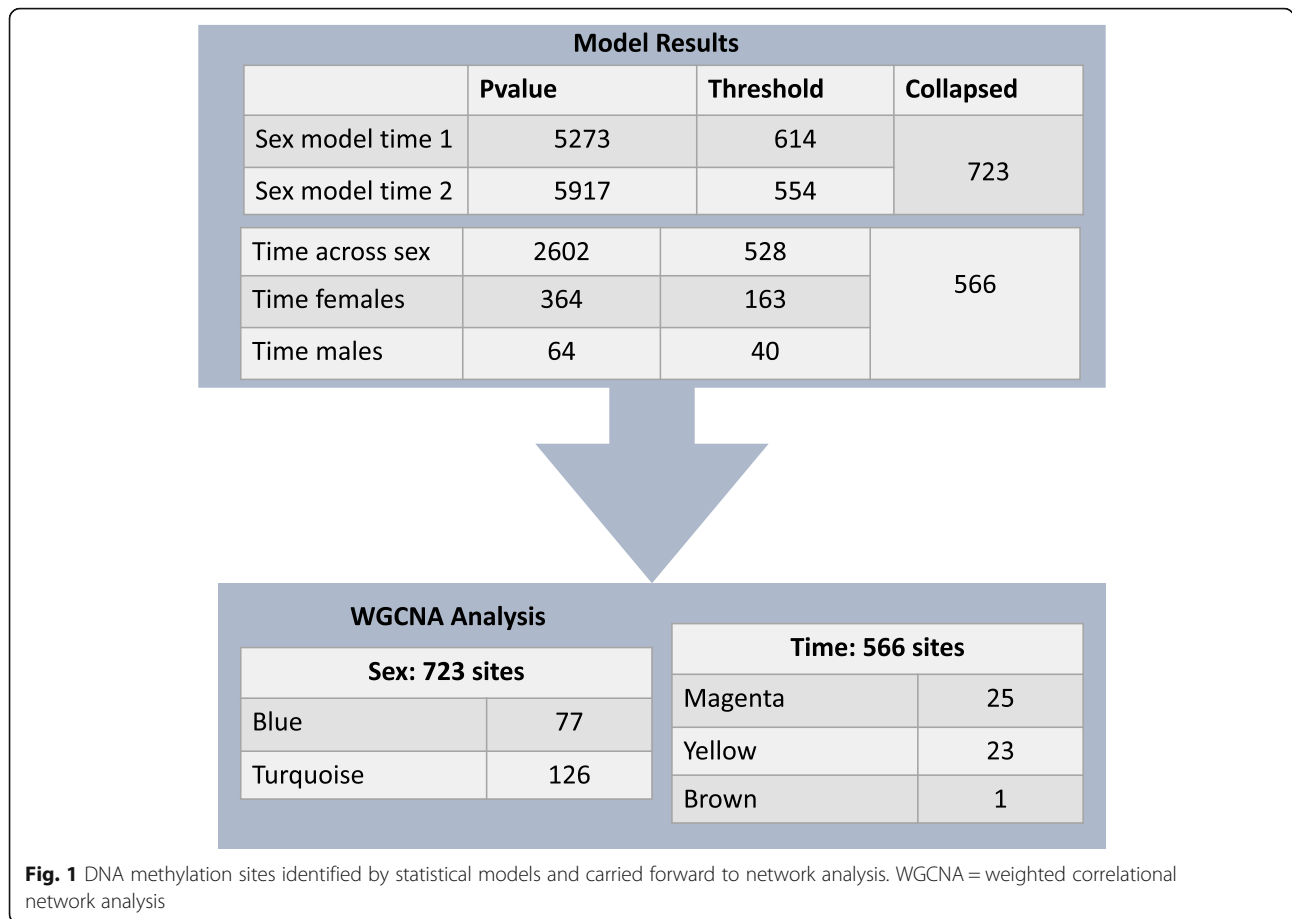 Model Results
Pvalue Threshold Collapsed
Sex model time 1 5273 614 723
Sex model time 2 5917 554
Time across sex 2602 528 566
Time females 364 163
Time males 64 40
WGCNA Analysis
Sex: 723 sites
Blue 77
Turquoise 126
Time: 566 sites
Magenta 25
Yellow 23
Brown 1
Fig. 1 DNA methylation sites identified by statistical models and carried forward to network analysis. WGCNA = weighted correlational
network analysis